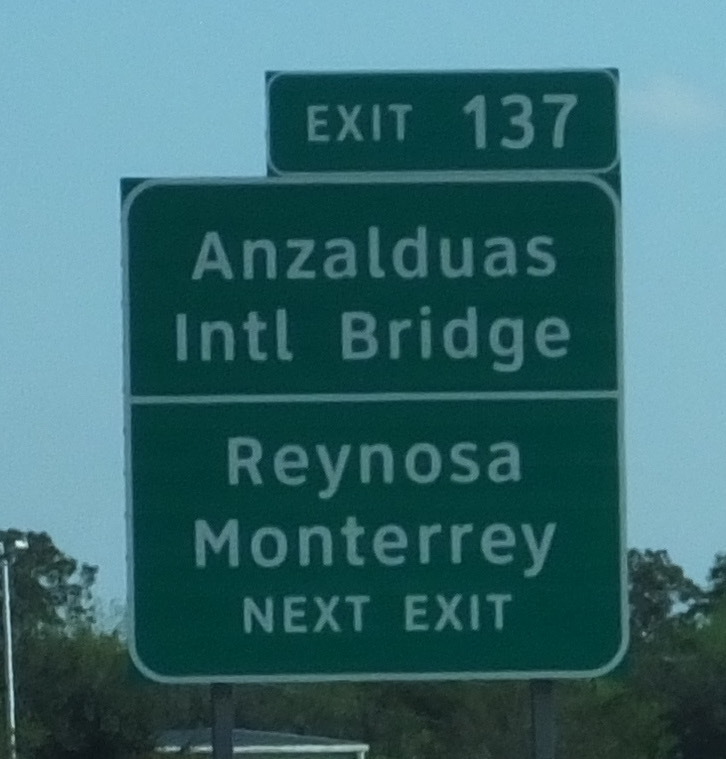 EXIT 137
Anzalduas
Intl Bridge
Reynosa
Monterrey
NEXT EXIT